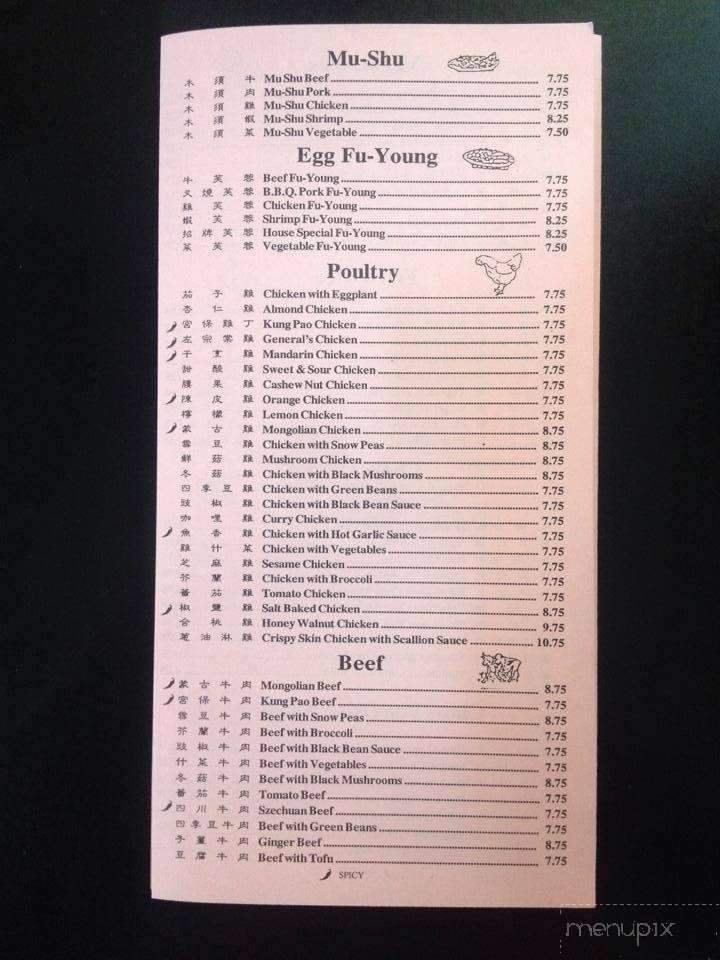 Mu-Shu
木須牛 Mu Shu Beef 7.75
木須肉 Mu-Shu Pork 7.75
木須雞 Mu-Shu Chicken 7.75
木須蝦 Mu-Shu Shrimp 8.25
木須菜 Mu-Shu Vegetable 7.50
Egg Fu-Young
牛芙蓉 Beef Fu-Young 7.75
叉燒芙蓉 B.B.Q. Pork Fu-Young 7.75
雞芙蓉 Chicken Fu-Young 7.75
蝦芙蓉 Shrimp Fu-Young 8.25
招牌芙蓉 House Special Fu-Young 8.25
菜芙蓉 Vegetable Fu-Young 7.50
Poultry
茄子雞 Chicken with Eggplant 7.75
杏仁雞 Almond Chicken 7.75
宮保雞丁 Kung Pao Chicken 7.75
左宗棠雞 General's Chicken 7.75
干烹雞 Mandarin Chicken 7.75
甜酸雞 Sweet & Sour Chicken 7.75
腰果雞 Cashew Nut Chicken 7.75
陳皮雞 Orange Chicken 7.75
檸檬雞 Lemon Chicken 7.75
蒙古雞 Mongolian Chicken 8.75
雪豆雞 Chicken with Snow Peas 8.75
鮮菇雞 Mushroom Chicken 8.75
冬菇雞 Chicken with Black Mushrooms 8.75
四季豆雞 Chicken with Green Beans 7.75
豉椒雞 Chicken with Black Bean Sauce 7.75
咖喱雞 Curry Chicken 7.75
魚香雞 Chicken with Hot Garlic Sauce 7.75
雞什菜 Chicken with Vegetables 7.75
芝麻雞 Sesame Chicken 7.75
芥蘭雞 Chicken with Broccoli 7.75
蕃茄雞 Tomato Chicken 7.75
椒鹽雞 Salt Baked Chicken 8.75
合桃雞 Honey Walnut Chicken 9.75
蔥油淋雞 Crispy Skin Chicken with Scallion Sauce 10.75
Beef
蒙古牛肉 Mongolian Beef 8.75
宮保牛肉 Kung Pao Beef 7.75
雪豆牛肉 Beef with Snow Peas 8.75
芥蘭牛肉 Beef with Broccoli 7.75
豉椒牛肉 Beef with Black Bean Sauce 7.75
什菜牛肉 Beef with Vegetables 7.75
冬菇牛肉 Beef with Black Mushrooms 8.75
蕃茄牛肉 Tomato Beef 7.75
四川牛肉 Szechuan Beef 7.75
四季豆牛肉 Beef with Green Beans 7.75
子薑牛肉 Ginger Beef 8.75
豆腐牛肉 Beef with Tofu 7.75
SPICY
menupix